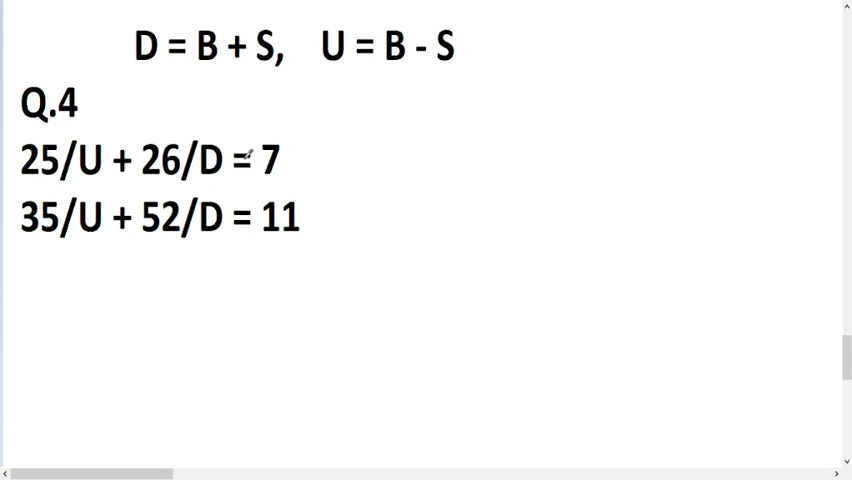 D = B + S, U = B - S
Q.4
25/U + 26/D = 7
35/U + 52/D = 11